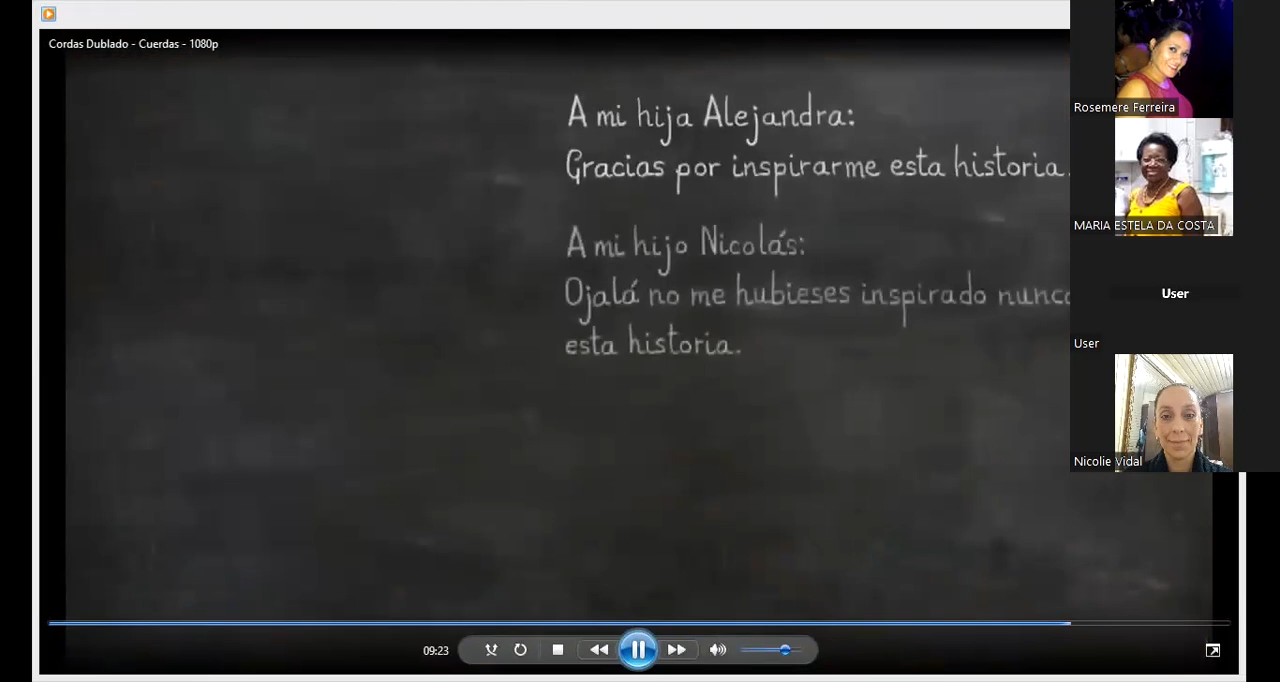 Cordas Dublado - Cuerdas - 1080p
A mi hija Alejandra:
Gracias por inspirarme esta historia.
A mi hijo Nicolás:
Ojalá no me hubieses inspirado
esta historia.
09:23
Rosemere Ferreira
MARIA ESTELA DA COSTA
User
User
Nicolie Vidal